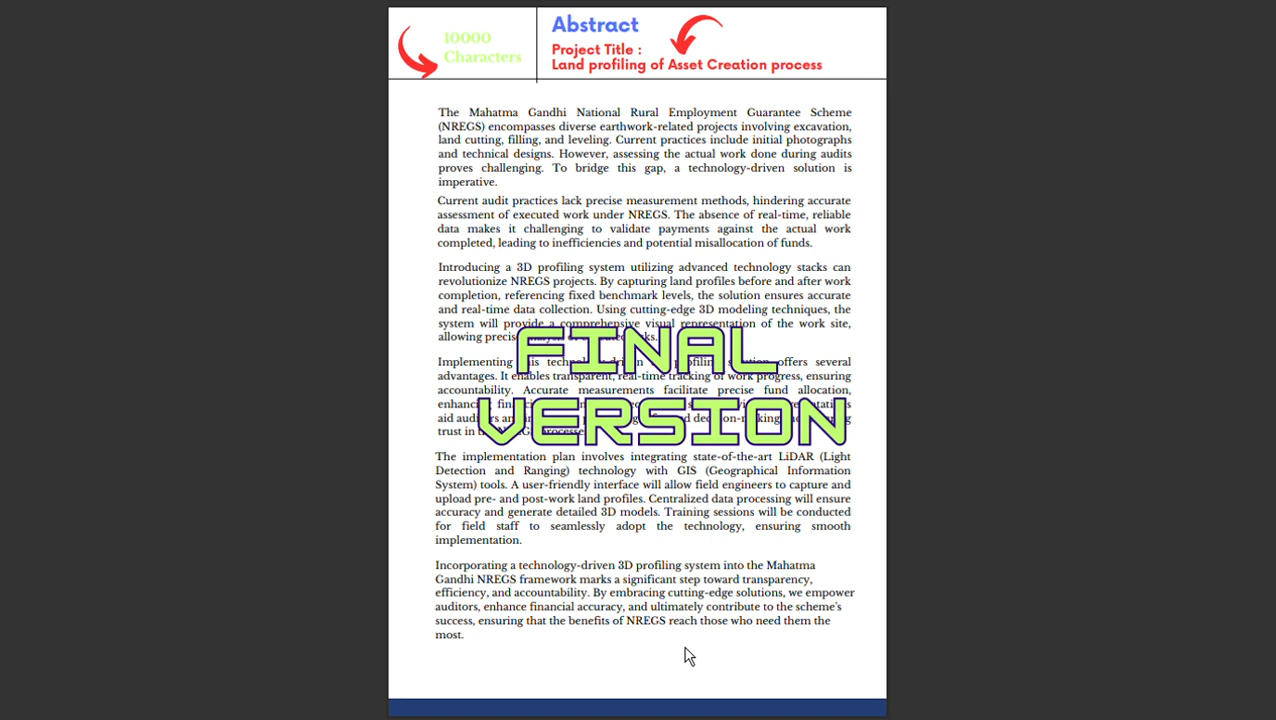 10000
Characters
Abstract
Project Title :
Land profiling of Asset Creation process
The Mahatma Gandhi National Rural Employment Guarantee Scheme
(NREGS) encompasses diverse earthwork-related projects involving excavation,
land cutting, filling, and leveling. Current practices include initial photographs
and technical designs. However, assessing the actual work done during audits
proves challenging. To bridge this gap, a technology-driven solution is
imperative.
Current audit practices lack precise measurement methods, hindering accurate
assessment of executed work under NREGS. The absence of real-time, reliable
data makes it challenging to validate payments against the actual work
completed, leading to inefficiencies and potential misallocation of funds.
Introducing a 3D profiling system utilizing advanced technology stacks can
revolutionize NREGS projects. By capturing land profiles before and after work
completion, referencing fixed benchmark levels, the solution ensures accurate
and real-time data collection. Using cutting-edge 3D modeling techniques, the
system will provide a comprehensive visual representation of the work site,
allowing
FINAL
Implementing offers several
advantages. It enables transparent, real-time tracking of work progress, ensuring
accountability. Accurate measurements facilitate precise fund allocation,
VERSION
aid
trust in
The implementation plan involves integrating state-of-the-art LiDAR (Light
Detection and Ranging) technology with GIS (Geographical Information
System) tools. A user-friendly interface will allow field engineers to capture and
upload pre- and post-work land profiles. Centralized data processing will ensure
accuracy and generate detailed 3D models. Training sessions will be conducted
for field staff to seamlessly adopt the technology, ensuring smooth
implementation.
Incorporating a technology-driven 3D profiling system into the Mahatma
Gandhi NREGS framework marks a significant step toward transparency,
efficiency, and accountability. By embracing cutting-edge solutions, we empower
auditors, enhance financial accuracy, and ultimately contribute to the scheme's
success, ensuring that the benefits of NREGS reach those who need them the
most.